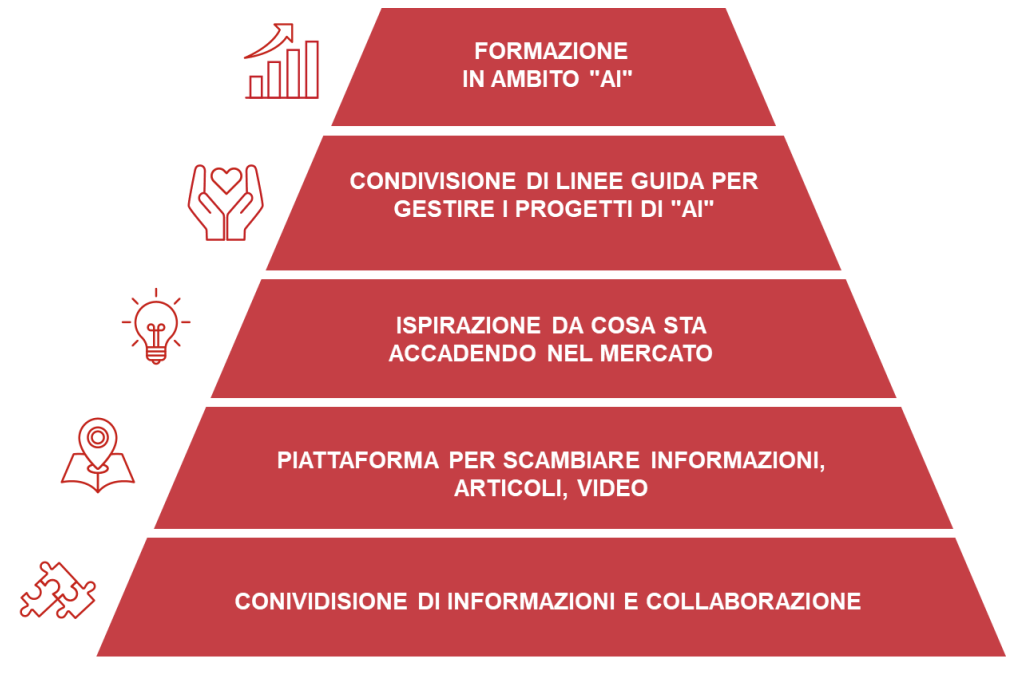 FORMAZIONE
IN AMBITO "AI"
CONDIVISIONE DI LINEE GUIDA PER
GESTIRE I PROGETTI DI "AI"
ISPIRAZIONE DA COSA STA
ACCADENDO NEL MERCATO
PIATTAFORMA PER SCAMBIARE INFORMAZIONI,
ARTICOLI, VIDEO
CONIVIDISIONE DI INFORMAZIONI E COLLABORAZIONE